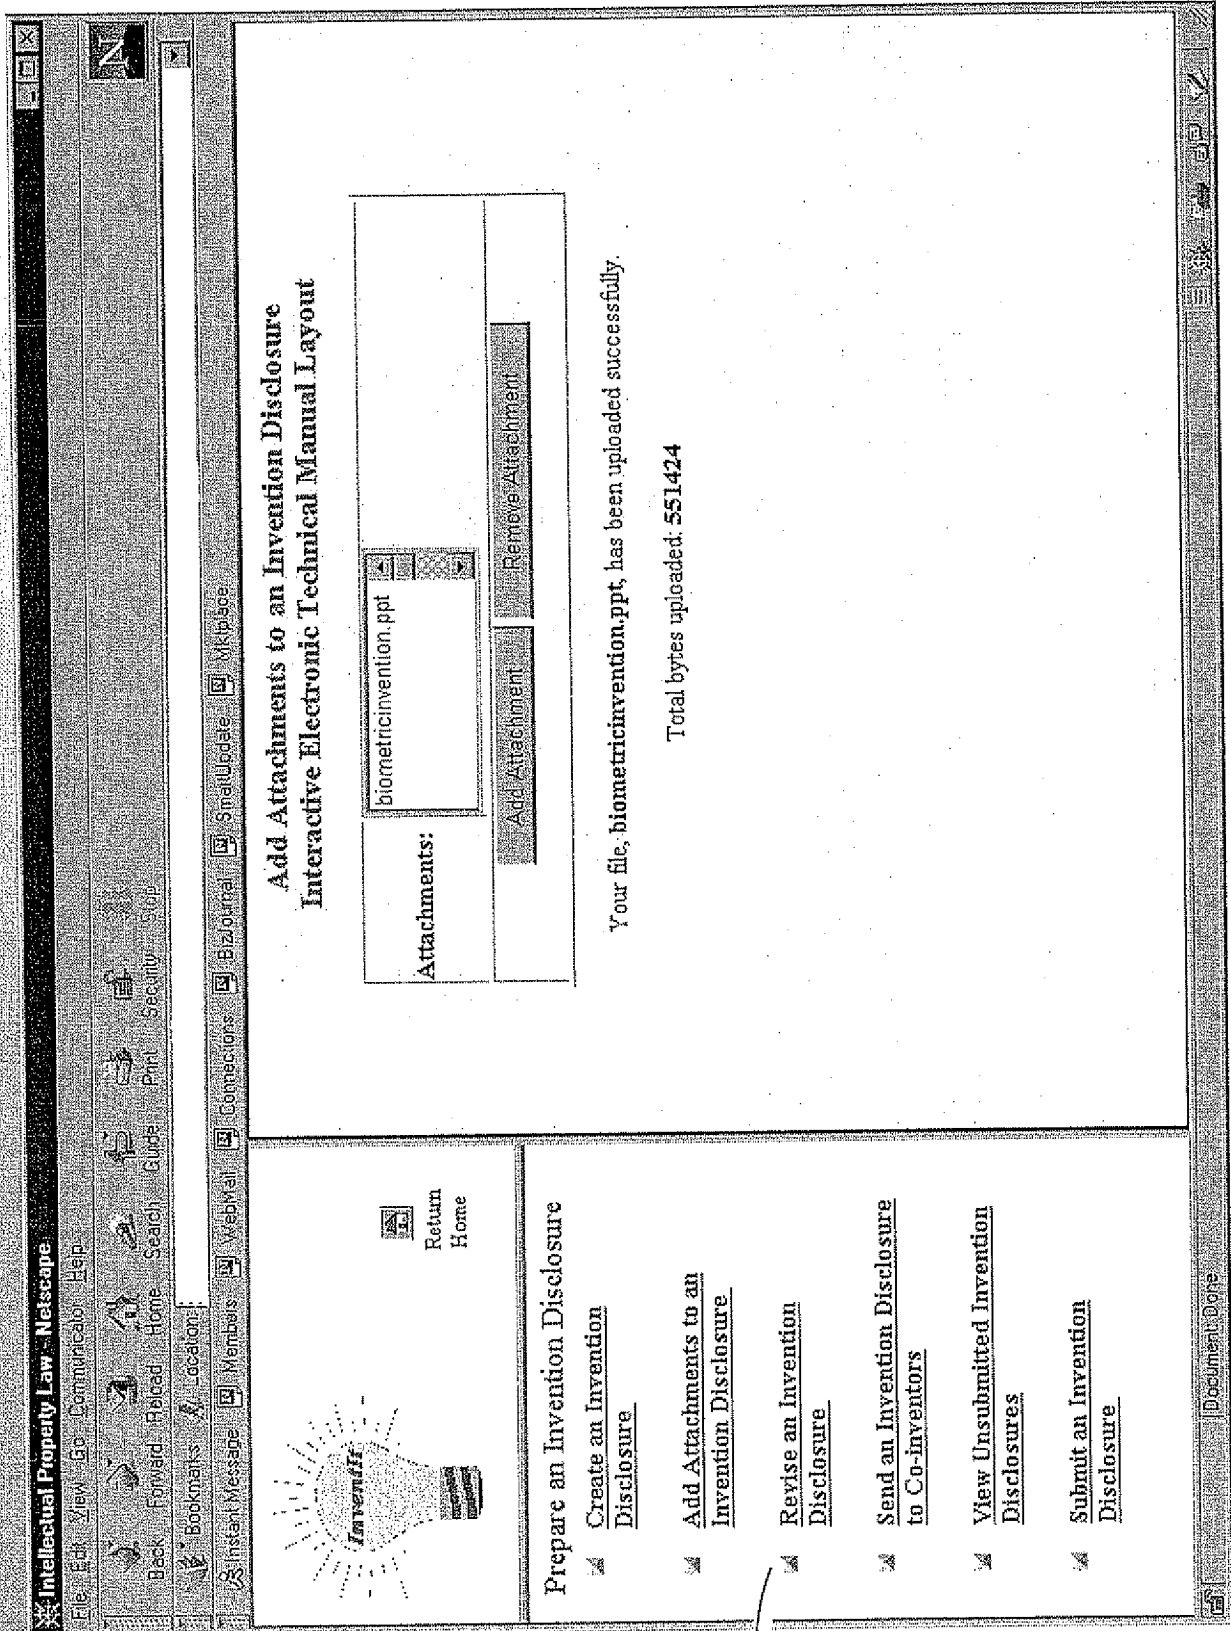 Intellectual Property Law - Netscape
File Edit View Go Communicator Help
Back Forward Reload Home Search Guide Print Security Stop
N
Bookmarks Location:
Instant Message Members WebMail Connections BizJournal SmartUpdate Mktplace
InventIt
Return
Home
Prepare an Invention Disclosure
Create an Invention
Disclosure
Add Attachments to an
Invention Disclosure
Revise an Invention
Disclosure
Send an Invention Disclosure
to Co-inventors
View Unsubmitted Invention
Disclosures
Submit an Invention
Disclosure
Add Attachments to an Invention Disclosure
Interactive Electronic Technical Manual Layout
Attachments:
biometricinvention.ppt
Add Attachment Remove Attachment
Your file, biometricinvention.ppt, has been uploaded successfully.
Total bytes uploaded: 551424
Document: Done